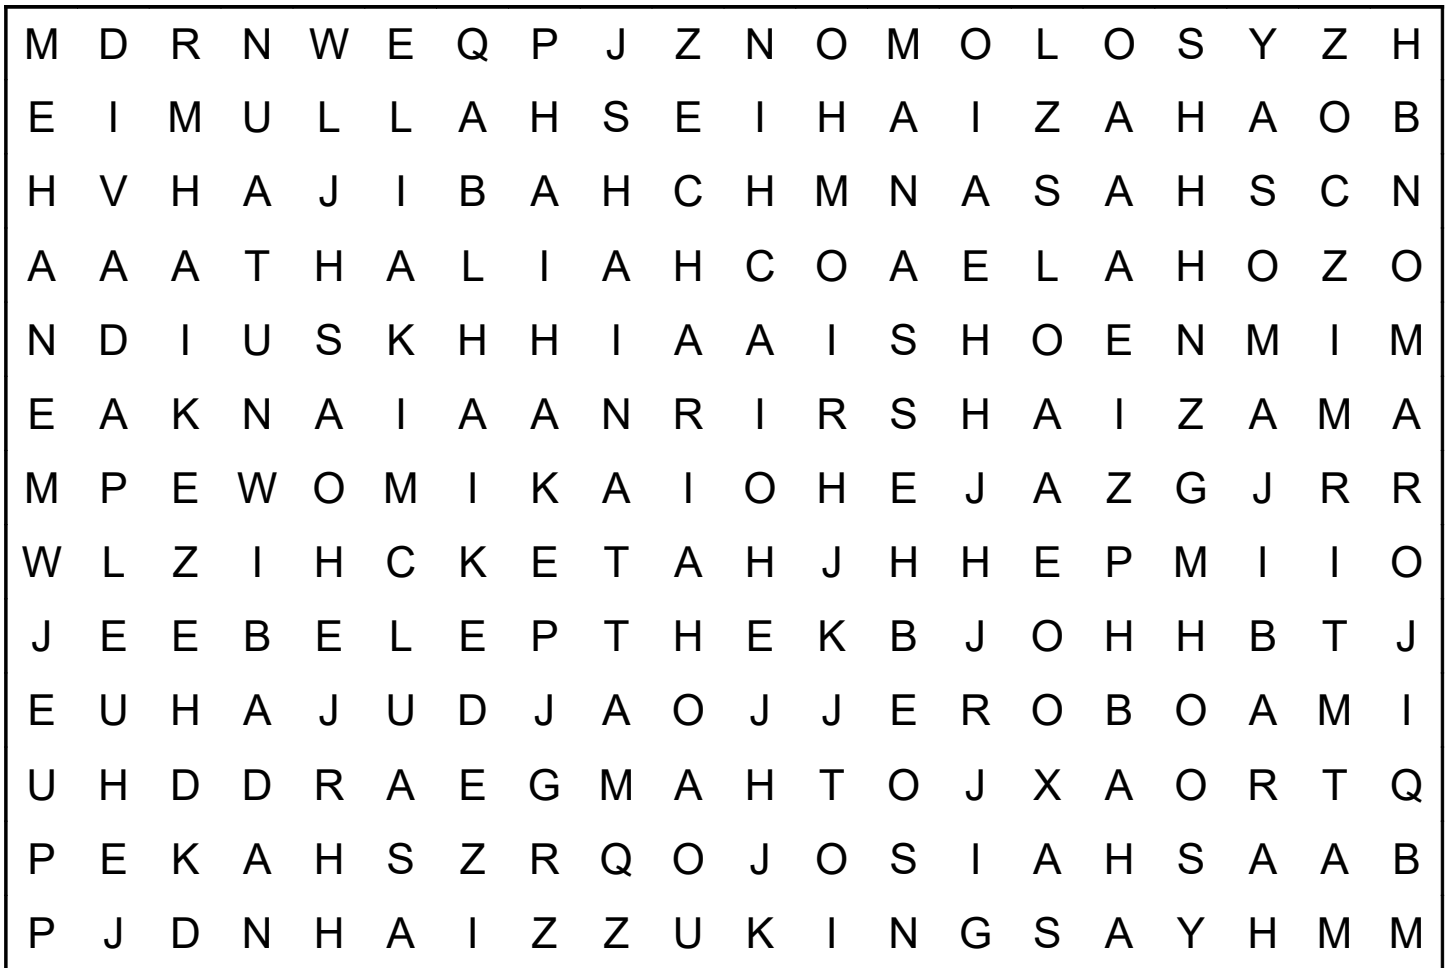 M D R N W E Q P J Z N O M O L O S Y Z H
E I M U L L A H S E I H A I Z A H A O B
H V H A J I B A H C H M N A S A H S C N
A A A T H A L I A H C O A E L A H O Z O
N D I U S K H H I A A I S H O E N M I M
E A K N A I A A N R I R S H A I Z A M A
M P E W O M I K A I O H E J A Z G J R R
W L Z I H C K E T A H J H H E P M I I O
J E E B E L E P T H E K B J O H H B T J
E U H A J U D J A O J J E R O B O A M I
U H D D R A E G M A H T O J X A O R T Q
P E K A H S Z R Q O J O S I A H S A A B
P J D N H A I Z Z U K I N G S A Y H M M